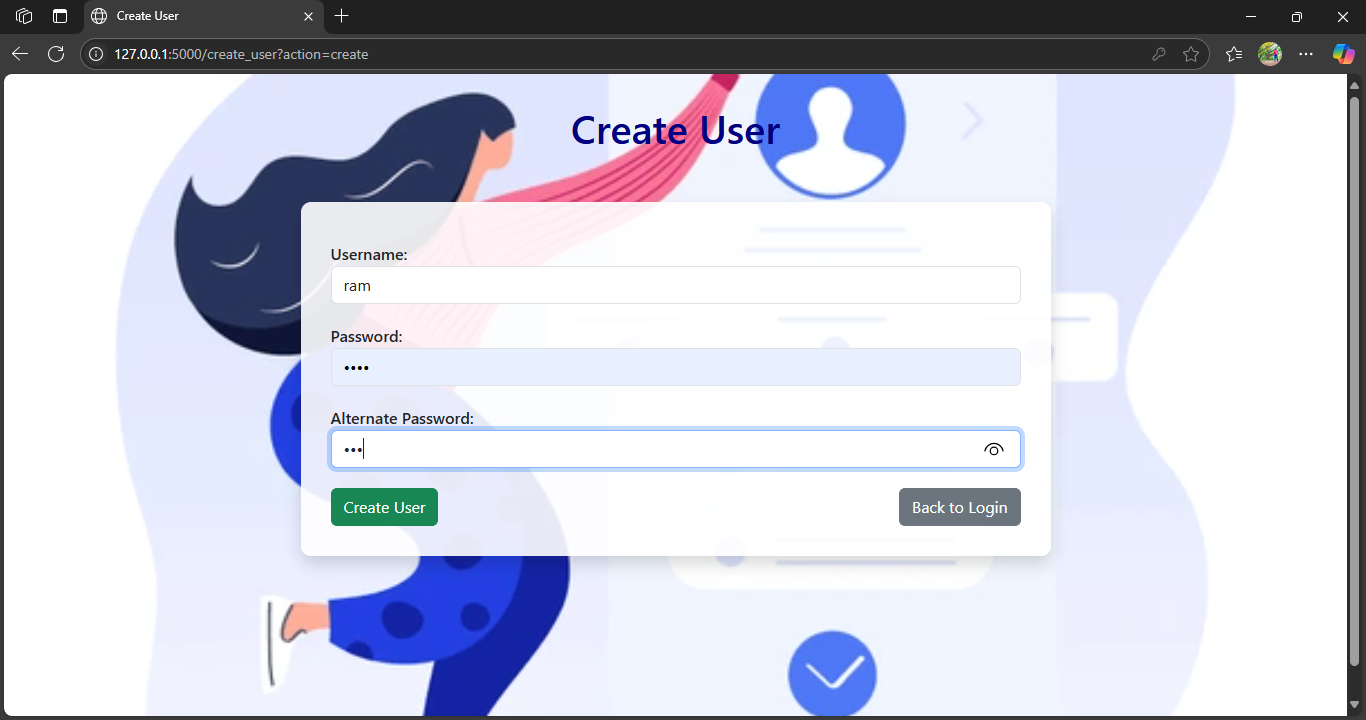 Create User
127.0.0.1:5000/create_user?action=create
Create User
Username:
ram
Password:
••••
Alternate Password:
•••
Create User
Back to Login